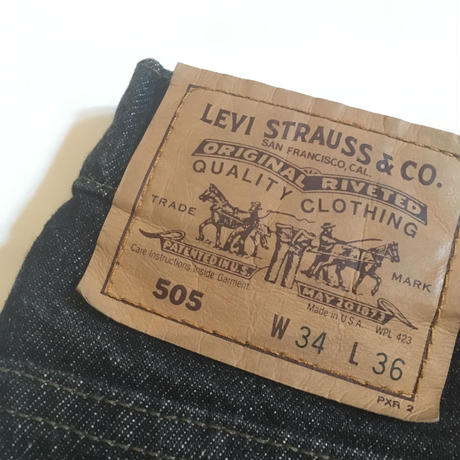 LEVI STRAUSS & CO.
SAN FRANCISCO, CAL.
ORIGINAL RIVETED
QUALITY CLOTHING
TRADE MARK
PATENTED IN U.S. MAY 20 1873
Care Instructions Inside Garment Made in U.S.A. WPL 423
505 W 34 L 36
PXR 2